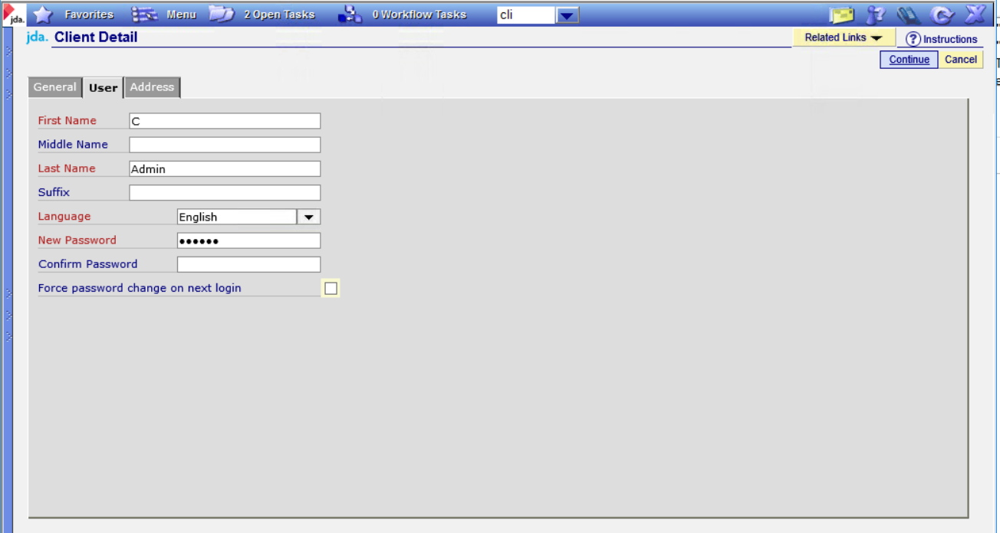 jda. Favorites Menu 2 Open Tasks 0 Workflow Tasks cli
jda. Client Detail Related Links ? Instructions
Continue Cancel
General User Address
First Name C
Middle Name
Last Name Admin
Suffix
Language English
New Password ••••••
Confirm Password
Force password change on next login